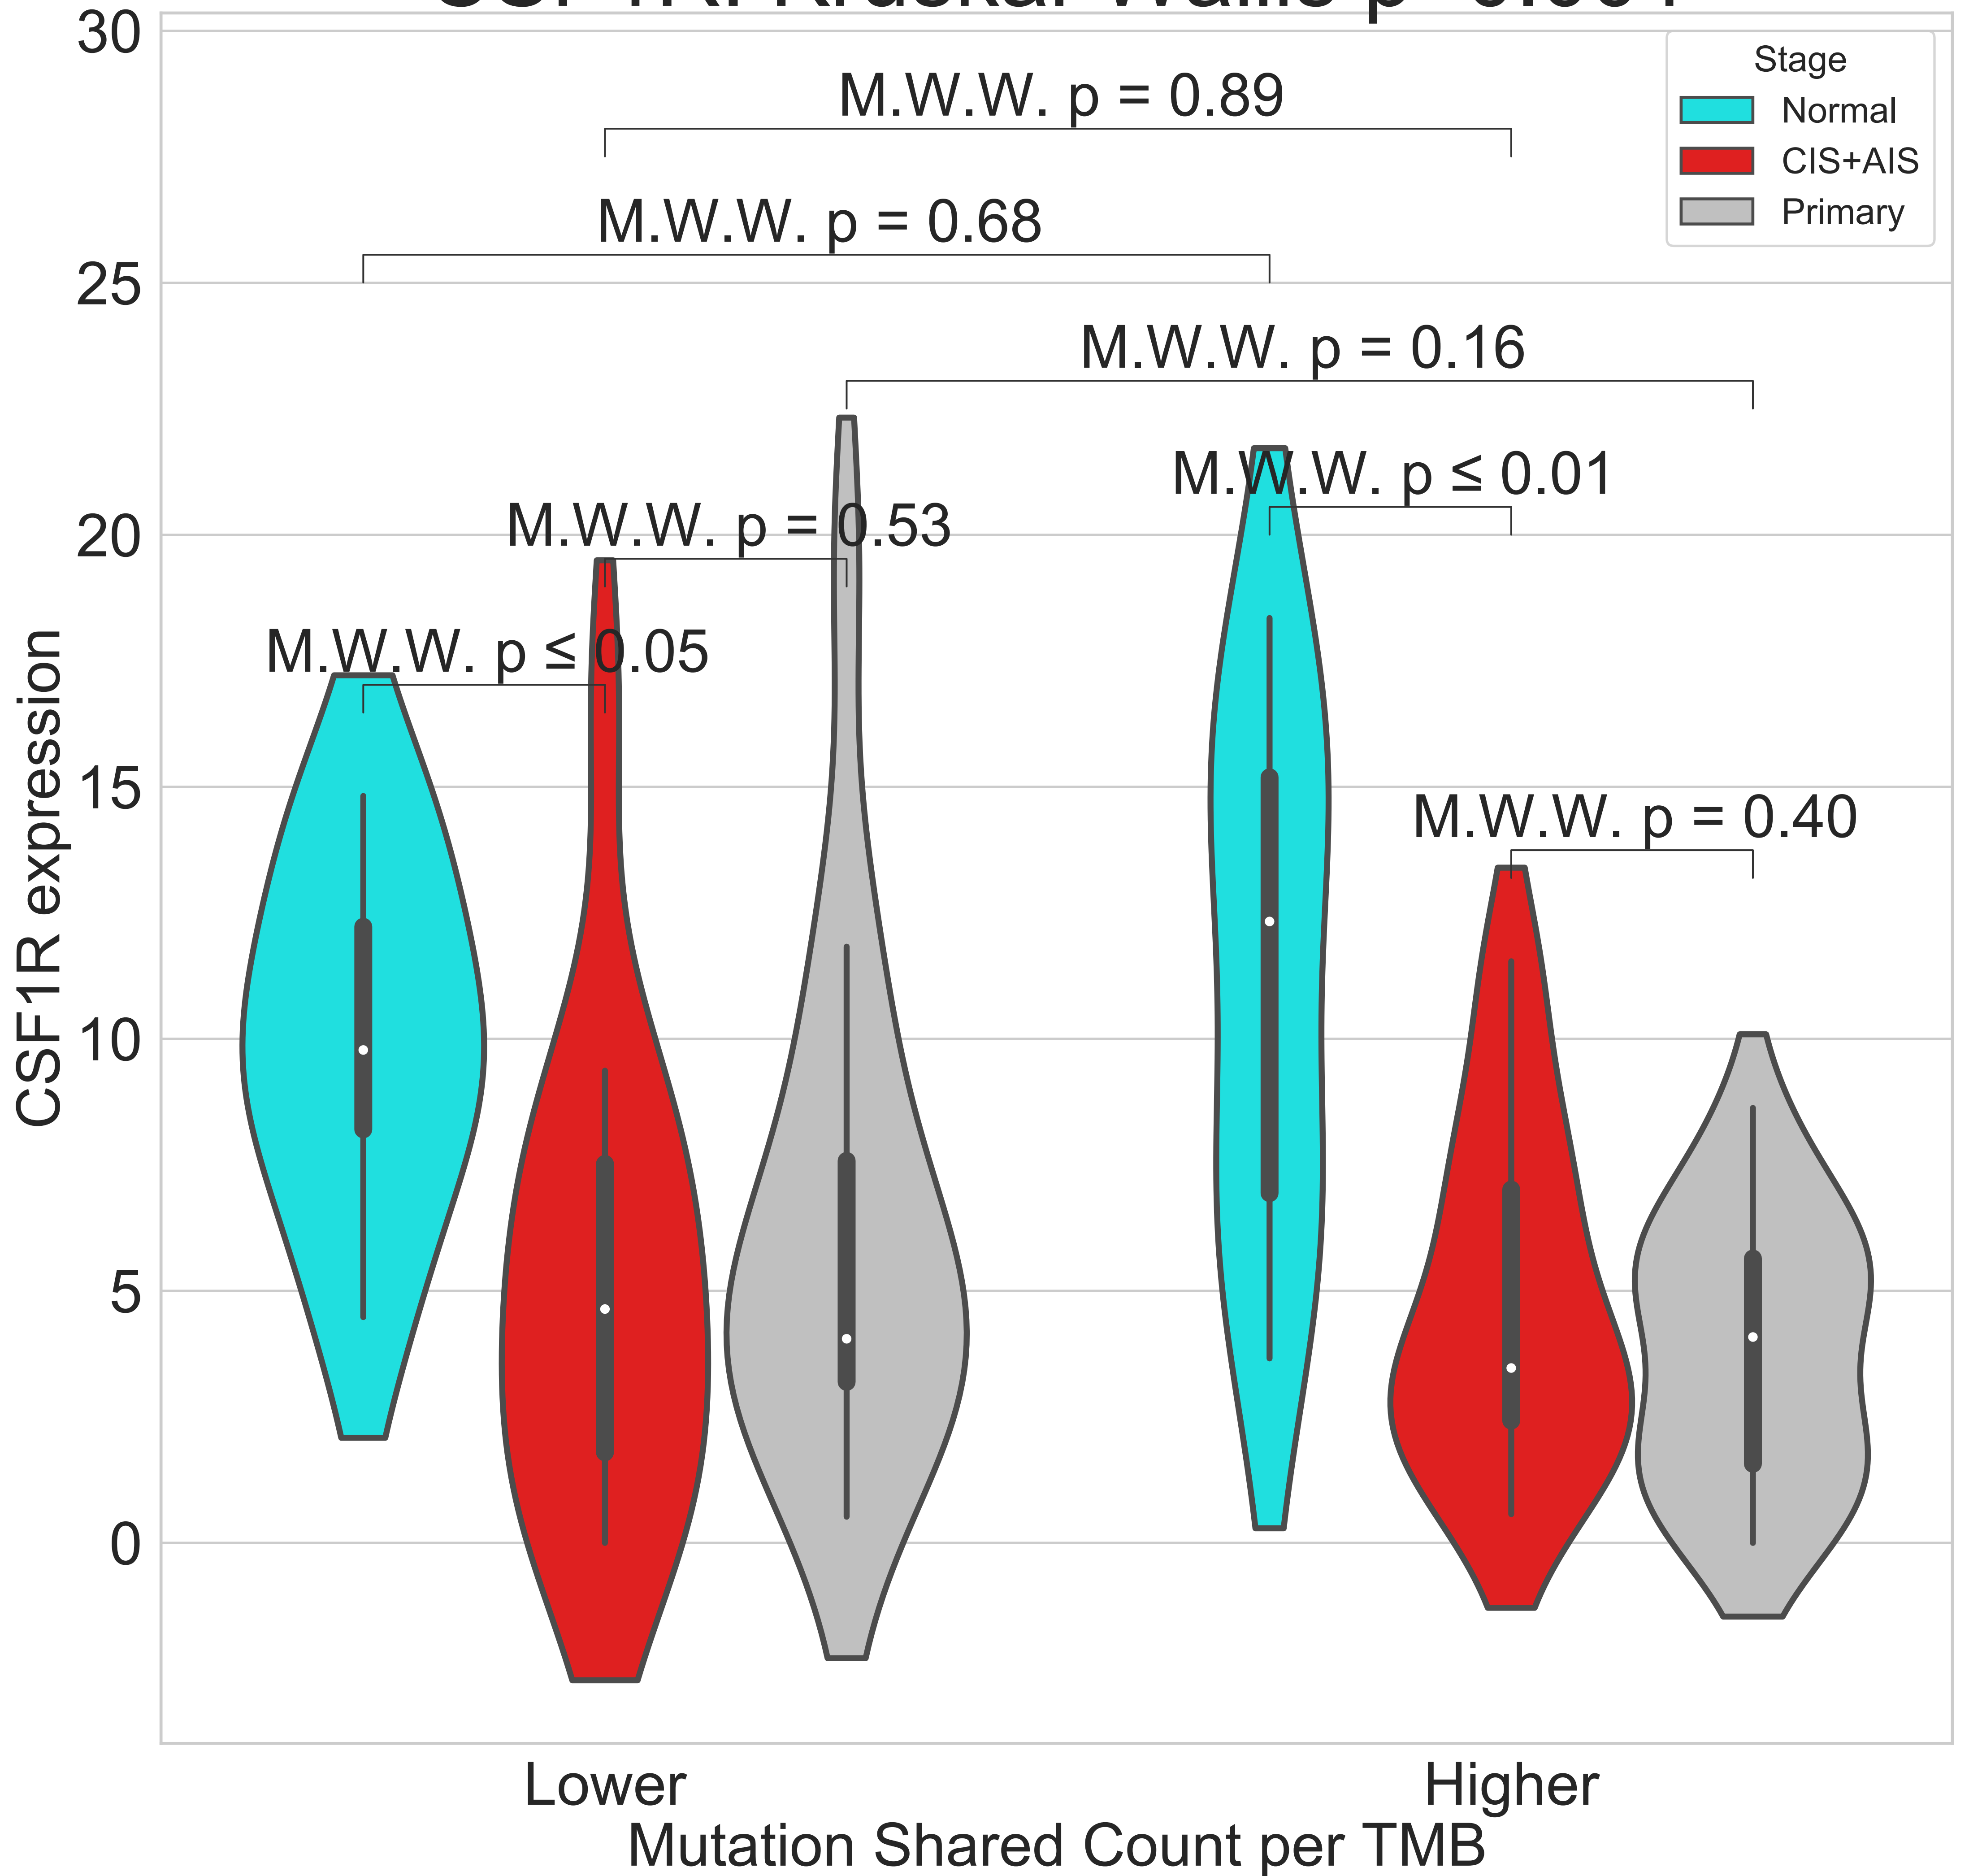 30
M.W.W. p = 0.89
Stage
Normal
CIS+AIS
Primary
M.W.W. p = 0.68
25
M.W.W. p = 0.16
M.W.W. p ≤ 0.01
20
M.W.W. p = 0.53
M.W.W. p ≤ 0.05
15
M.W.W. p = 0.40
10
5
0
CSF1R expression
Lower
Higher
Mutation Shared Count per TMB